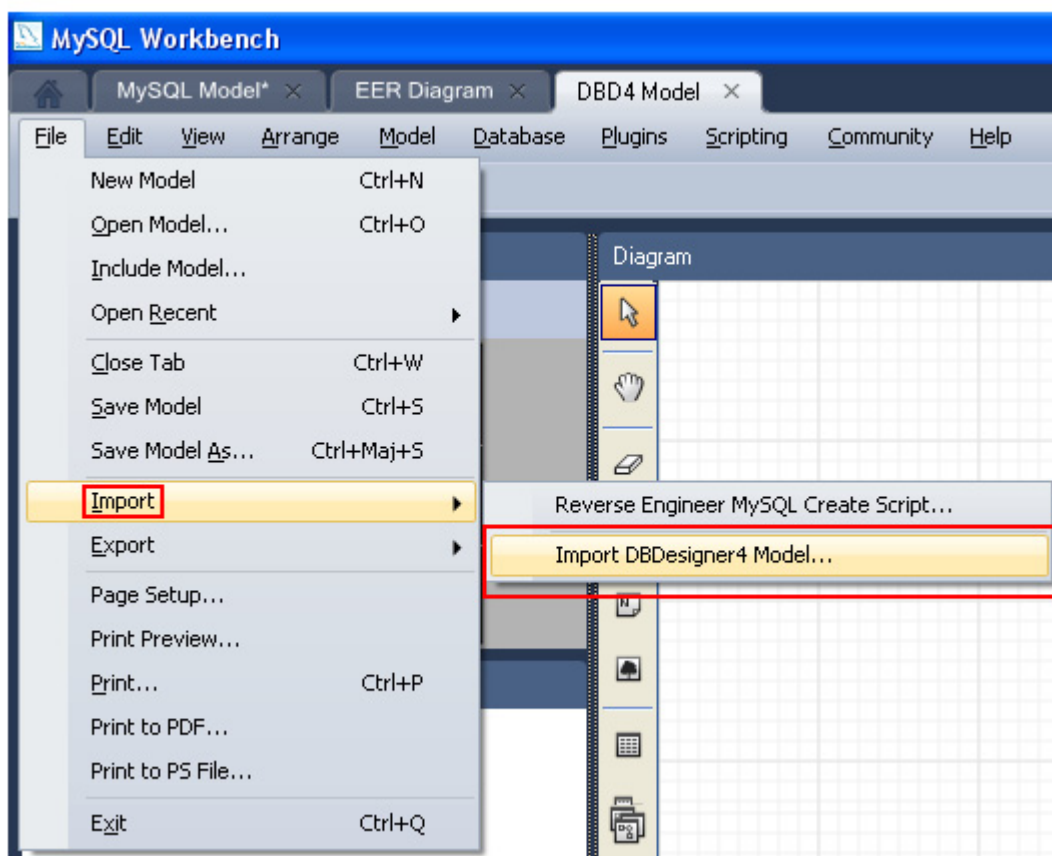 MySQL Workbench
MySQL Model* EER Diagram DBD4 Model
File Edit View Arrange Model Database Plugins Scripting Community Help
New Model Ctrl+N
Open Model... Ctrl+O
Include Model...
Open Recent
Close Tab Ctrl+W
Save Model Ctrl+S
Save Model As... Ctrl+Maj+S
Import
Export
Page Setup...
Print Preview...
Print... Ctrl+P
Print to PDF...
Print to PS File...
Exit Ctrl+Q
Reverse Engineer MySQL Create Script...
Import DBDesigner4 Model...
Diagram
N